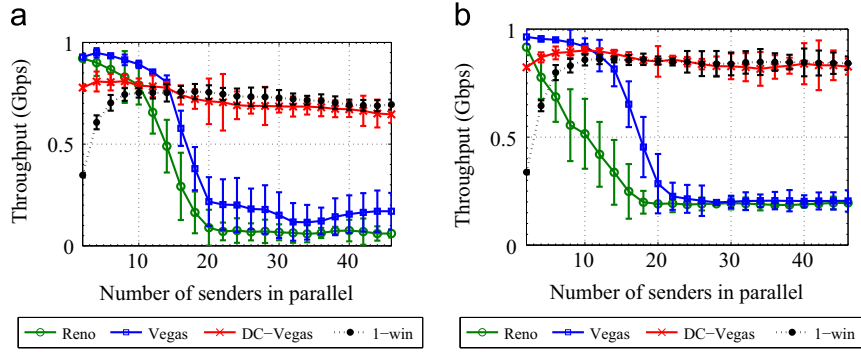 a
Throughput (Gbps)
1
0.5
0
10 20 30 40
Number of senders in parallel
Reno Vegas DC−Vegas 1−win
b
Throughput (Gbps)
1
0.5
0
10 20 30 40
Number of senders in parallel
Reno Vegas DC−Vegas 1−win